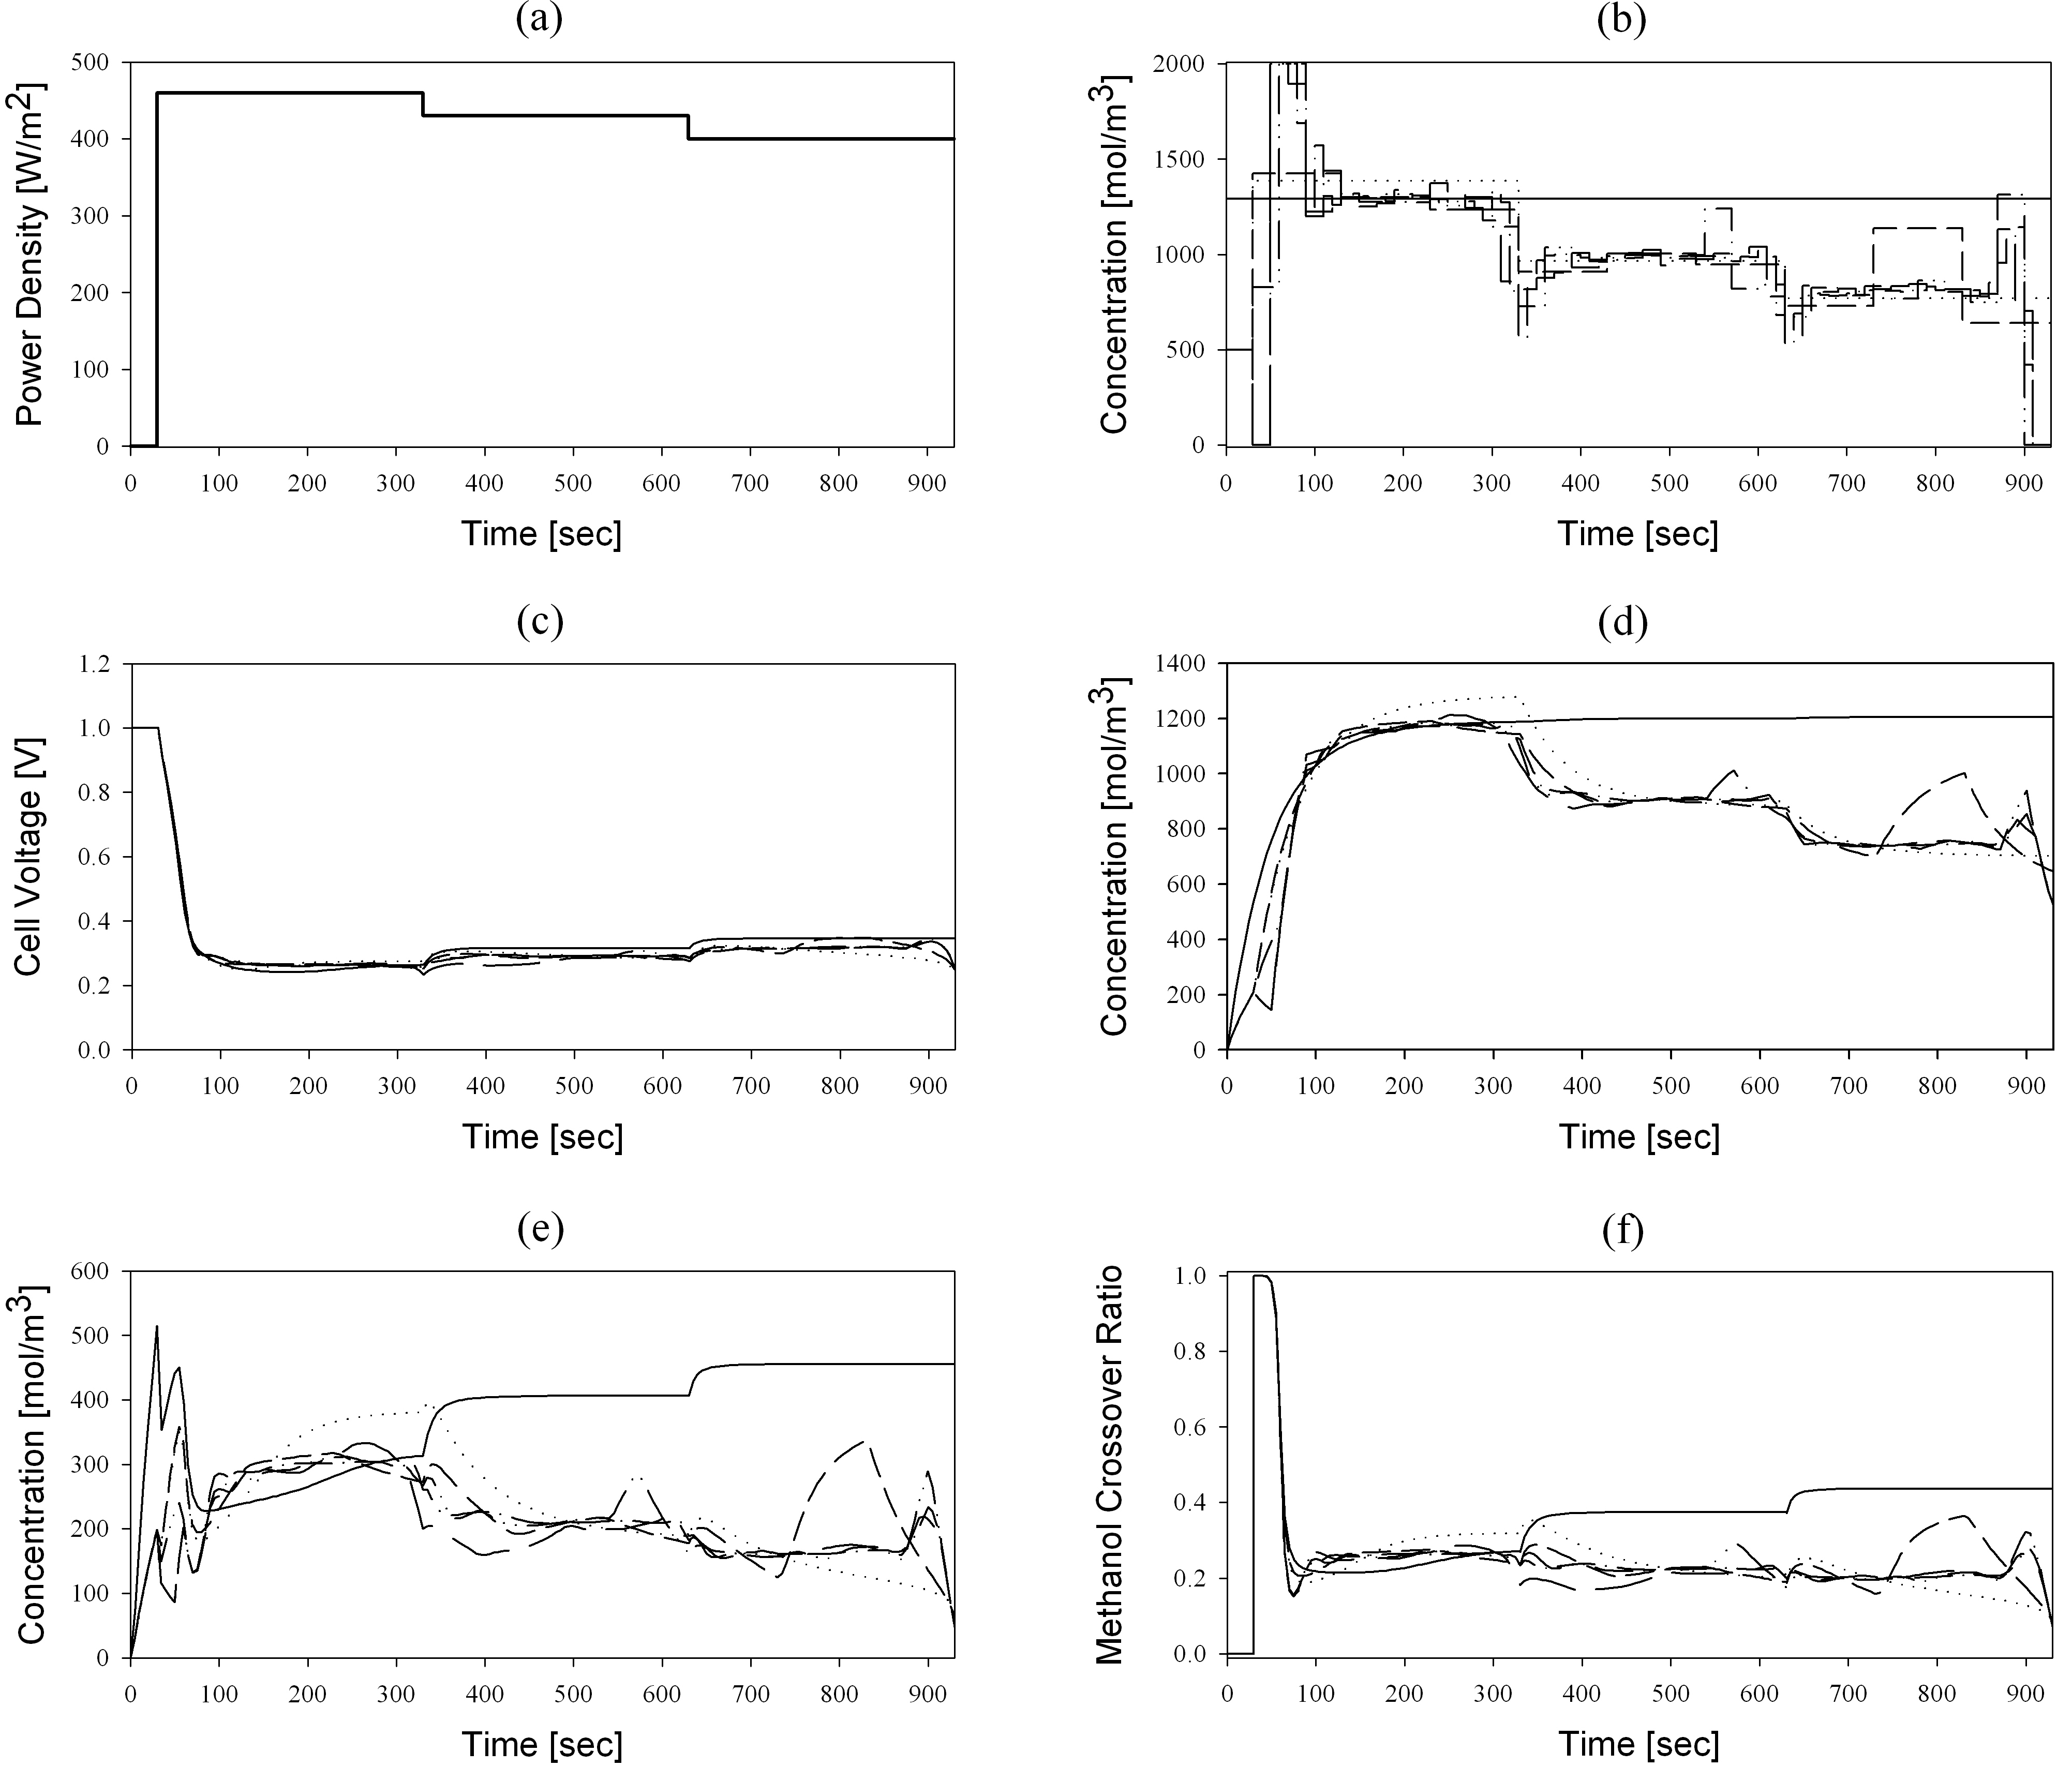 (a)
500
400
300
200
100
0
Power Density [W/m2]
0 100 200 300 400 500 600 700 800 900
Time [sec]
(b)
2000
1500
1000
500
0
Concentration [mol/m3]
0 100 200 300 400 500 600 700 800 900
Time [sec]
(c)
1.2
1.0
0.8
0.6
0.4
0.2
0.0
Cell Voltage [V]
0 100 200 300 400 500 600 700 800 900
Time [sec]
(d)
1400
1200
1000
800
600
400
200
0
Concentration [mol/m3]
0 100 200 300 400 500 600 700 800 900
Time [sec]
(e)
600
500
400
300
200
100
0
Concentration [mol/m3]
0 100 200 300 400 500 600 700 800 900
Time [sec]
(f)
1.0
0.8
0.6
0.4
0.2
0.0
Methanol Crossover Ratio
0 100 200 300 400 500 600 700 800 900
Time [sec]